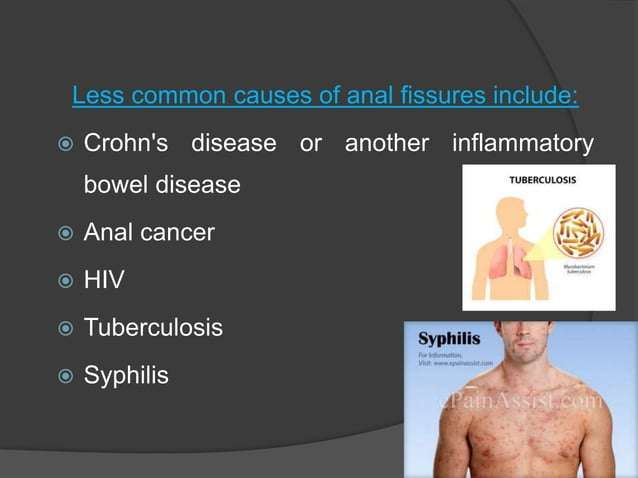 Less common causes of anal fissures include:
Crohn's disease or another inflammatory
bowel disease
Anal cancer
HIV
Tuberculosis
Syphilis
TUBERCULOSIS
Mycobacterium
tuberculosis
Syphilis
For Information,
Visit: www.epainassist.com
ePainAssist.com